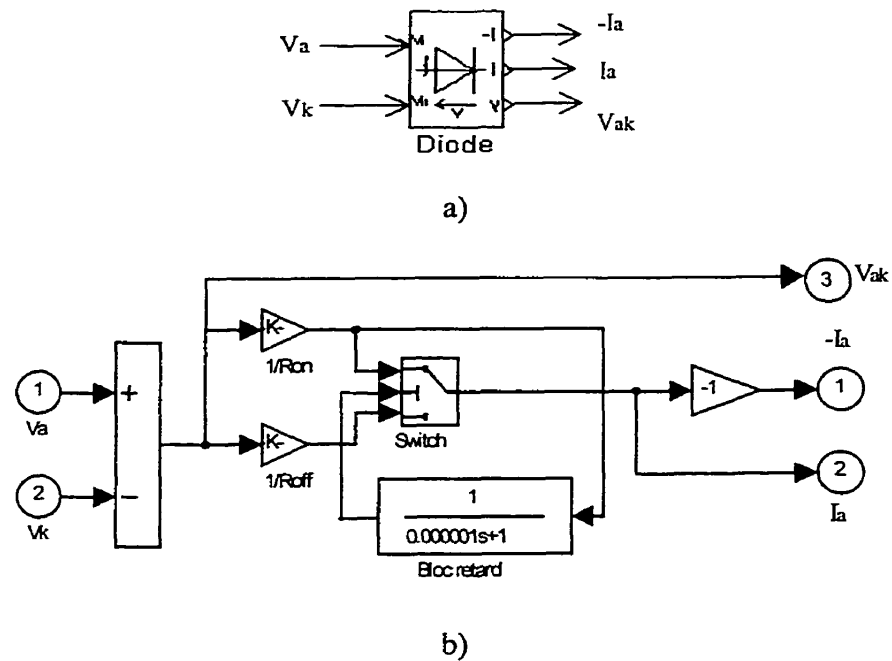 Va
Vk
-I
I
V
V
-Ia
Ia
Vak
Diode
a)
3
Vak
K-
1/Ron
-Ia
1
Va
+
-1
1
Switch
K-
1/Roff
2
Vk
−
1
0.000001s+1
Bloc retard
2
Ia
b)